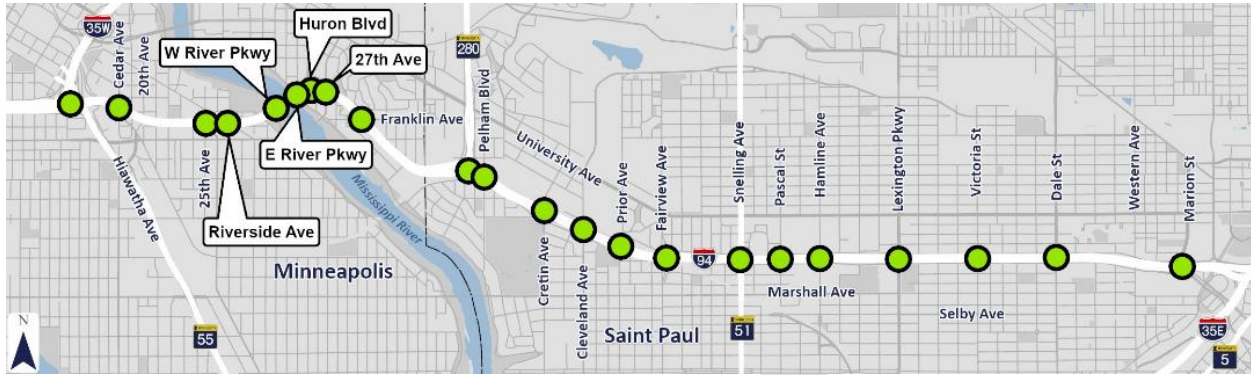 35W
Cedar Ave
20th Ave
W River Pkwy
Huron Blvd
27th Ave
280
Pelham Blvd
Franklin Ave
University Ave
E River Pkwy
25th Ave
Riverside Ave
Hiawatha Ave
Mississippi River
Minneapolis
Prior Ave
Fairview Ave
Snelling Ave
Pascal St
Hamline Ave
Lexington Pkwy
Victoria St
Dale St
Western Ave
Marion St
94
Cretin Ave
Cleveland Ave
Marshall Ave
Selby Ave
Saint Paul
55
51
35E
5
N